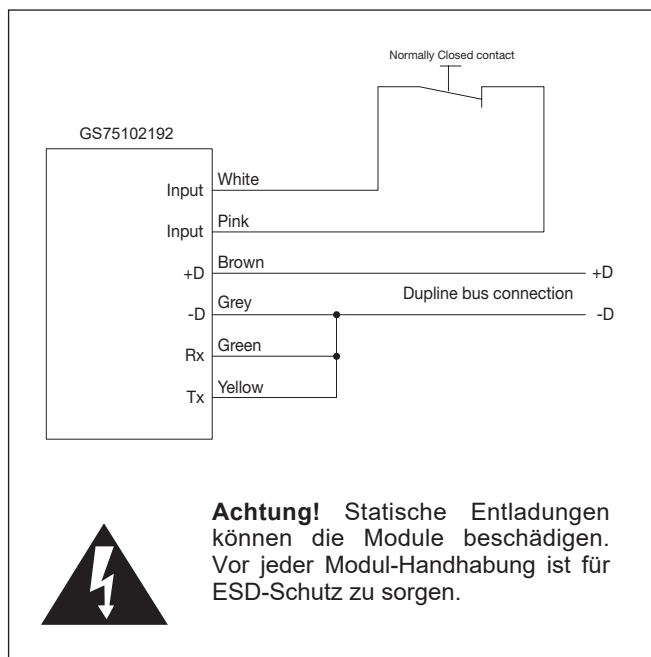 Normally Closed contact
GS75102192
Input White
Input Pink
+D Brown +D
Dupline bus connection
-D Grey -D
Rx Green
Tx Yellow
Achtung! Statische Entladungen
können die Module beschädigen.
Vor jeder Modul-Handhabung ist für
ESD-Schutz zu sorgen.